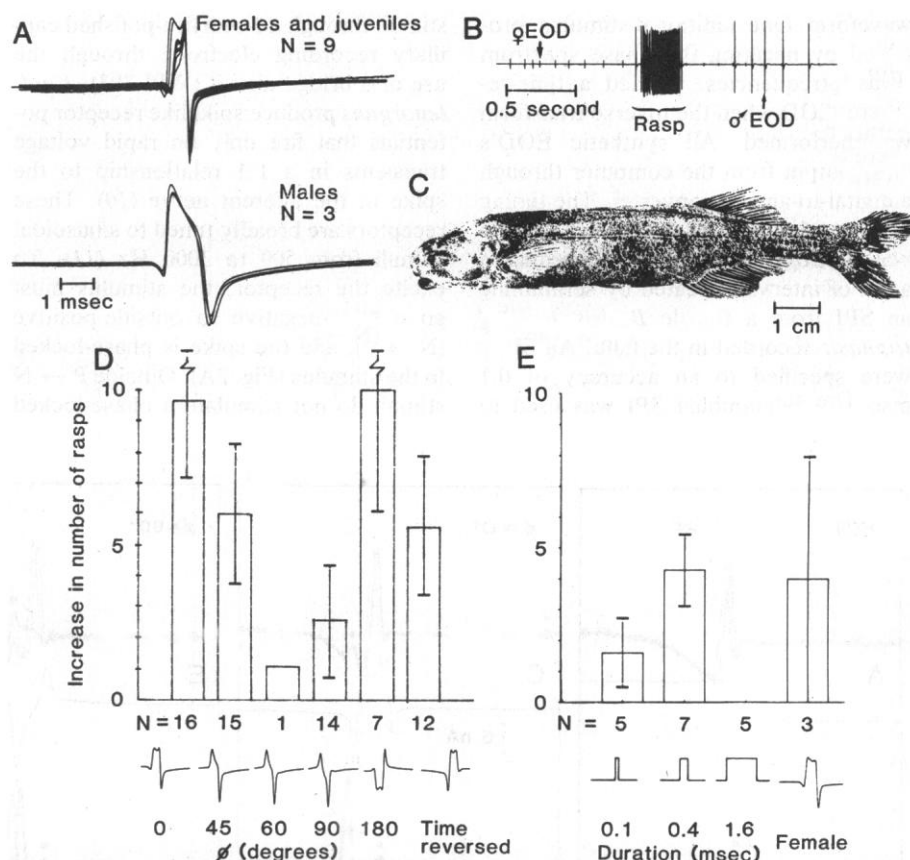 A
Females and juveniles
N = 9
Males
N = 3
1 msec
B
♀EOD
0.5 second
Rasp
♂ EOD
C
1 cm
D
Increase in number of rasps
10
5
0
N = 16 15 1 14 7 12
0 45 60 90 180 Time reversed
ø (degrees)
E
5
0
N = 5 7 5 3
0.1 0.4 1.6 Female
Duration (msec)